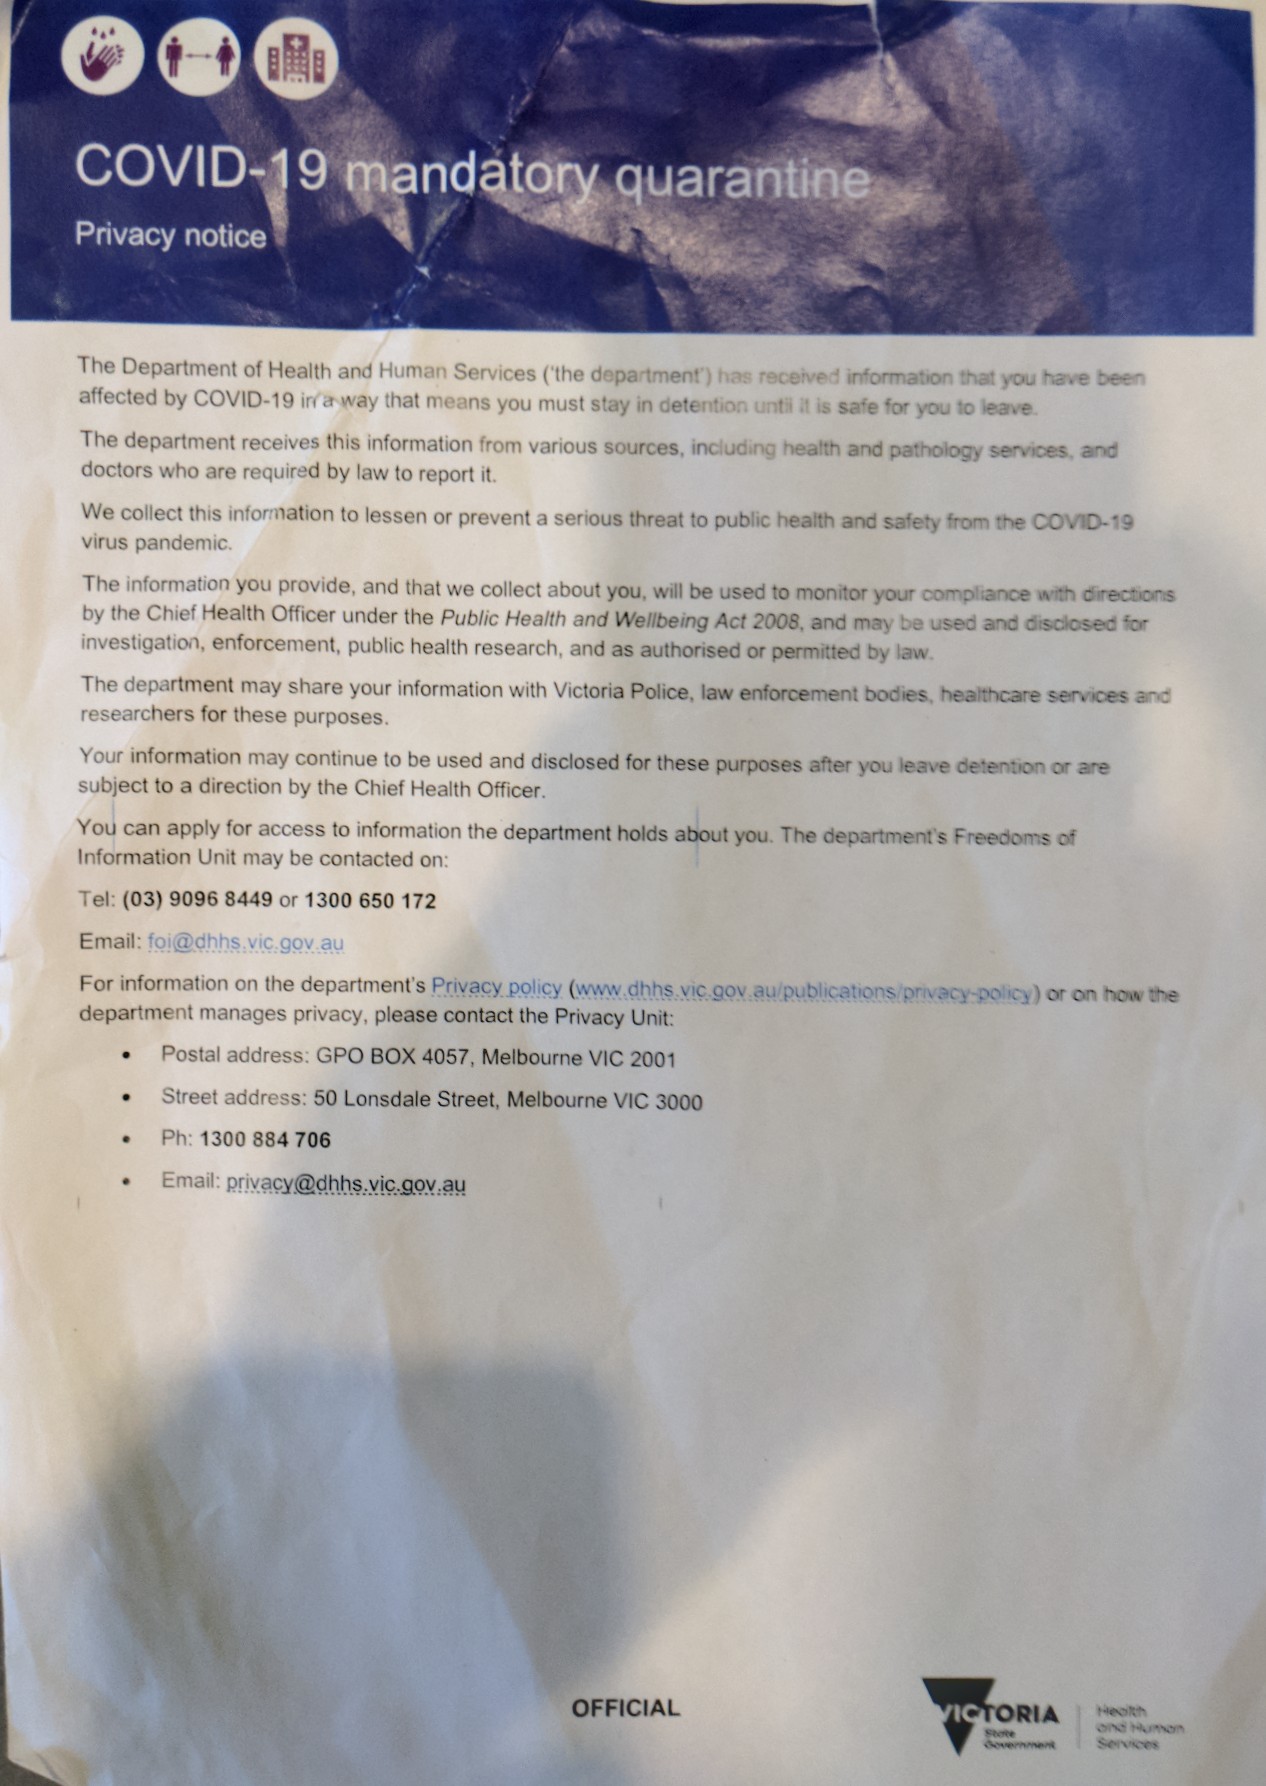 COVID-19 mandatory quarantine
Privacy notice
The Department of Health and Human Services ('the department') has received information that you have been
affected by COVID-19 in a way that means you must stay in detention until it is safe for you to leave.
The department receives this information from various sources, including health and pathology services, and
doctors who are required by law to report it.
We collect this information to lessen or prevent a serious threat to public health and safety from the COVID-19
virus pandemic.
The information you provide, and that we collect about you, will be used to monitor your compliance with directions
by the Chief Health Officer under the Public Health and Wellbeing Act 2008, and may be used and disclosed for
investigation, enforcement, public health research, and as authorised or permitted by law.
The department may share your information with Victoria Police, law enforcement bodies, healthcare services and
researchers for these purposes.
Your information may continue to be used and disclosed for these purposes after you leave detention or are
subject to a direction by the Chief Health Officer.
You can apply for access to information the department holds about you. The department's Freedoms of
Information Unit may be contacted on:
Tel: (03) 9096 8449 or 1300 650 172
Email: foi@dhhs.vic.gov.au
For information on the department's Privacy policy (www.dhhs.vic.gov.au/publications/privacy-policy) or on how the
department manages privacy, please contact the Privacy Unit:
• Postal address: GPO BOX 4057, Melbourne VIC 2001
• Street address: 50 Lonsdale Street, Melbourne VIC 3000
• Ph: 1300 884 706
• Email: privacy@dhhs.vic.gov.au
OFFICIAL
VICTORIA
State
Government
Health
and Human
Services